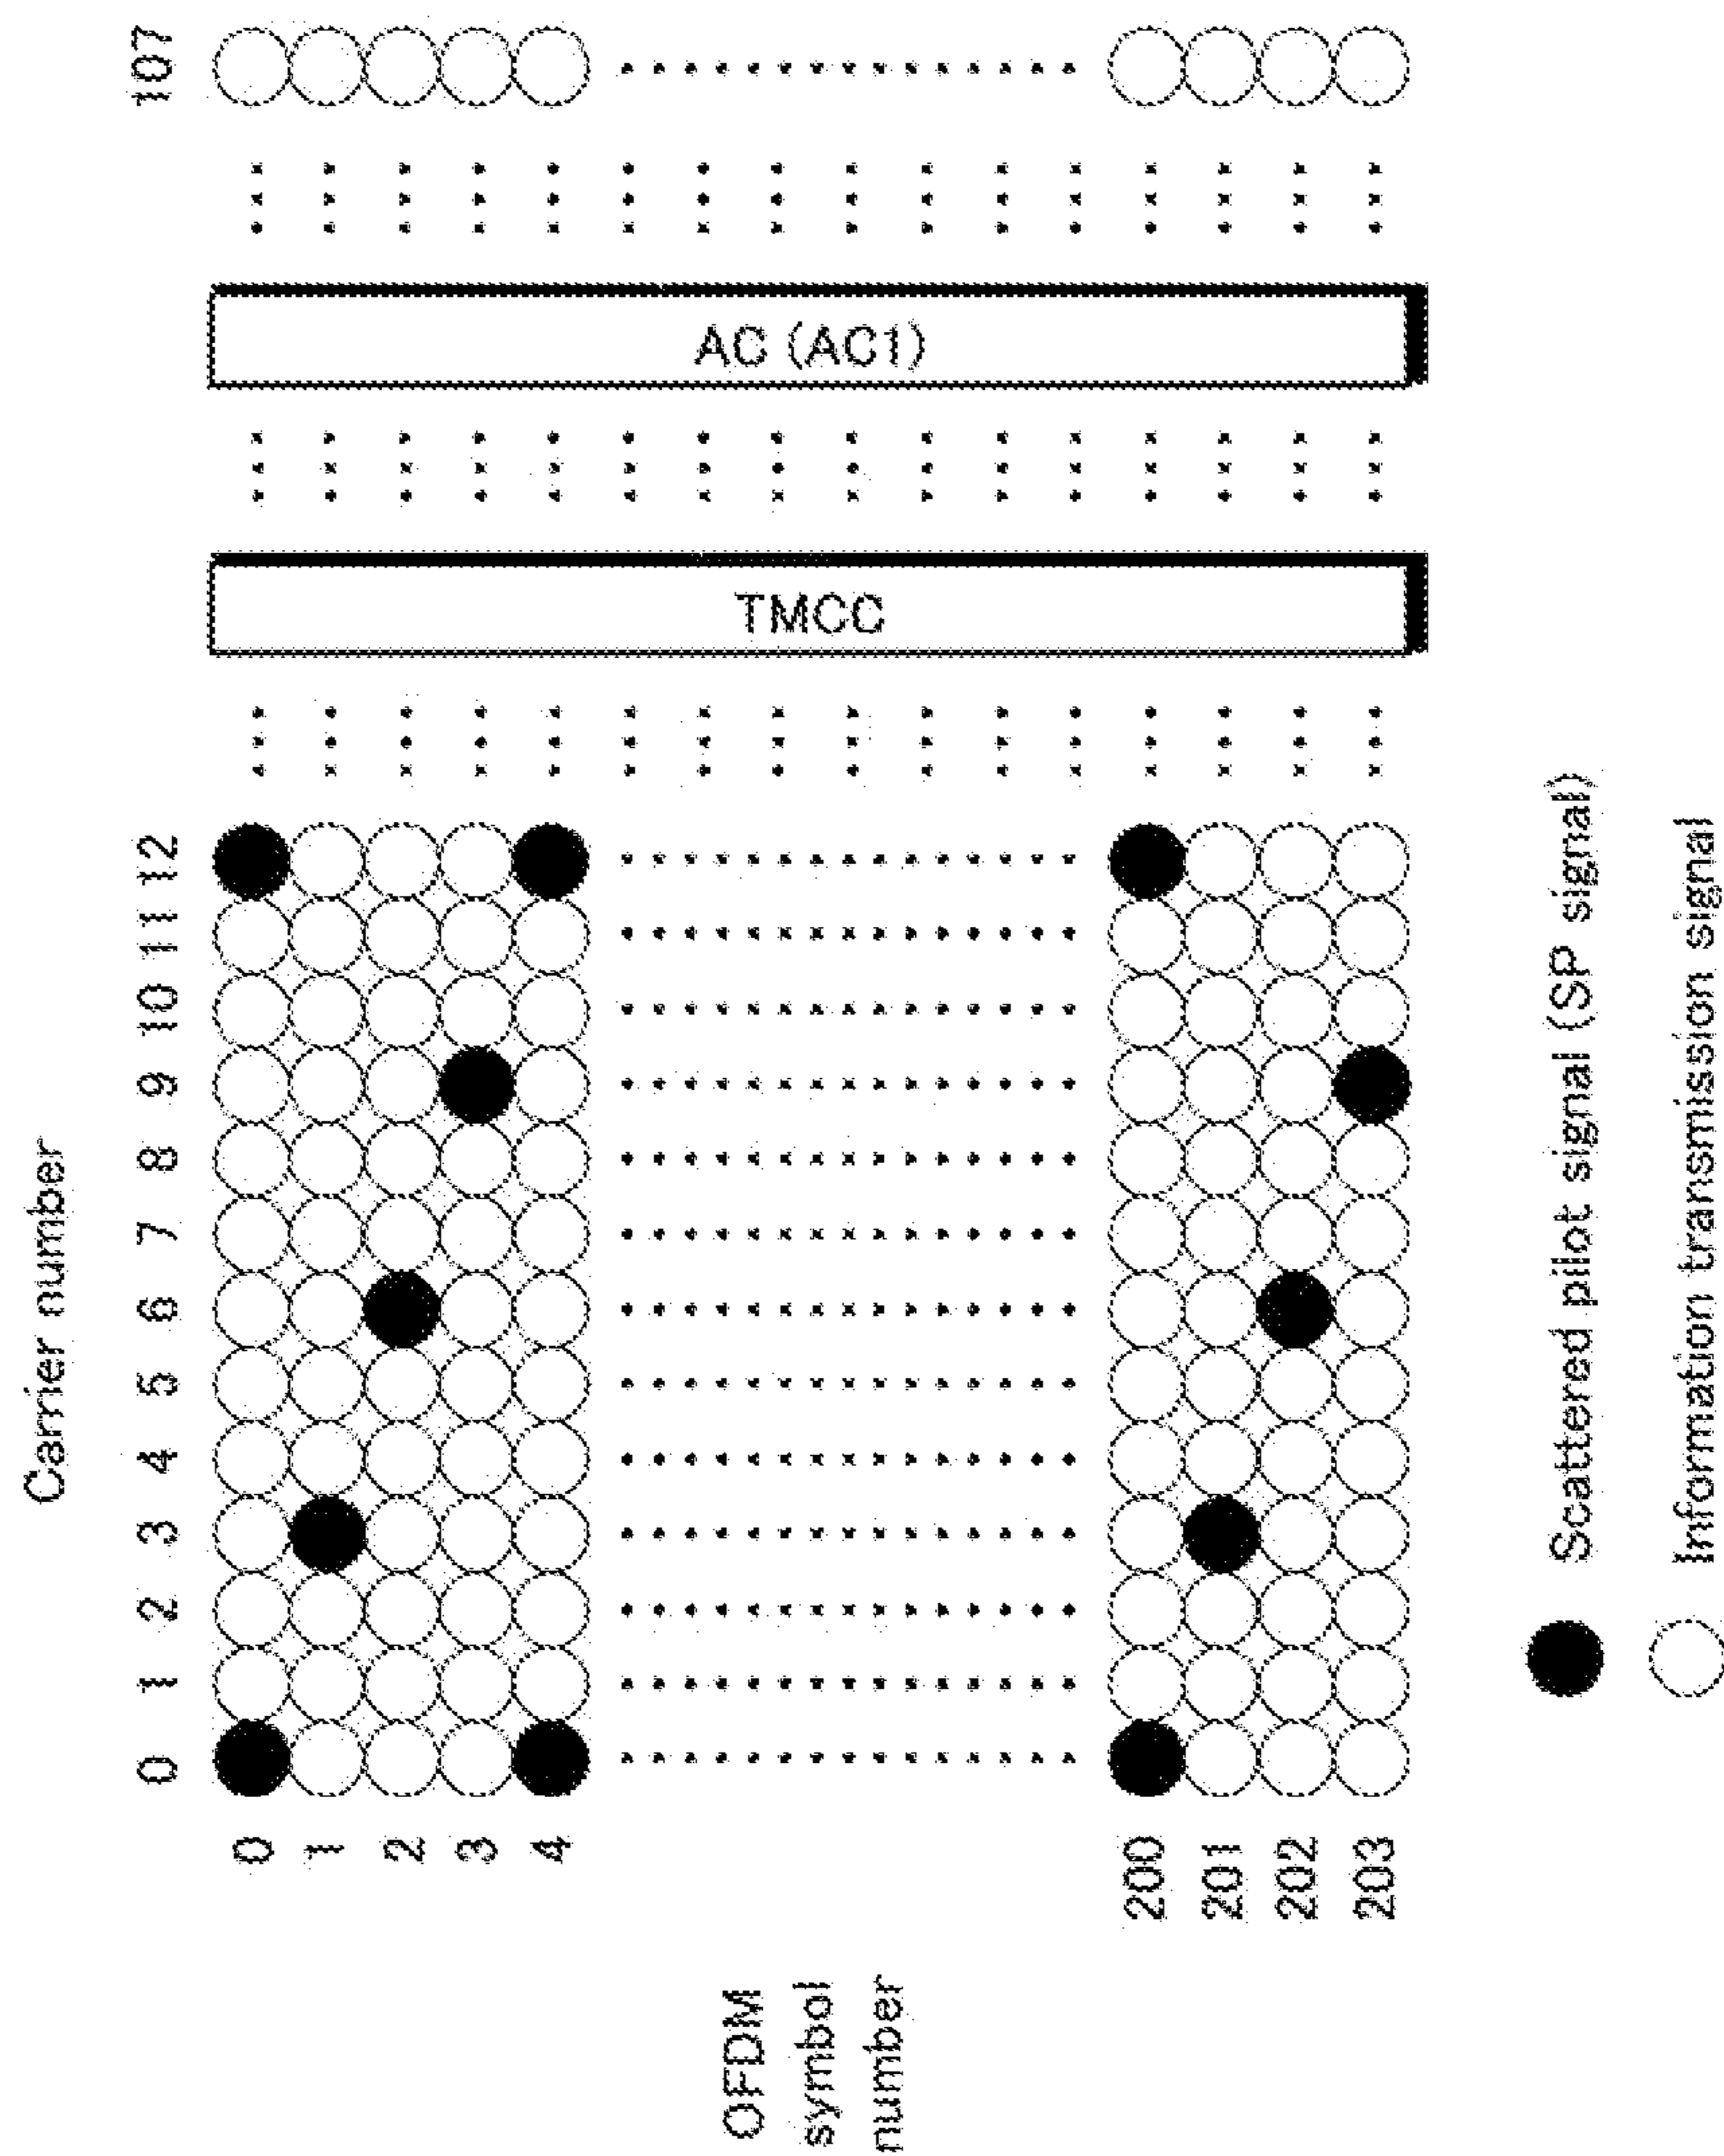 Carrier number
0 1 2 3 4 5 6 7 8 9 10 11 12 107
0
1
2
3
4
OFDM
symbol
number
200
201
202
203
TMCC
AC (AC1)
Scattered pilot signal (SP signal)
Information transmission signal